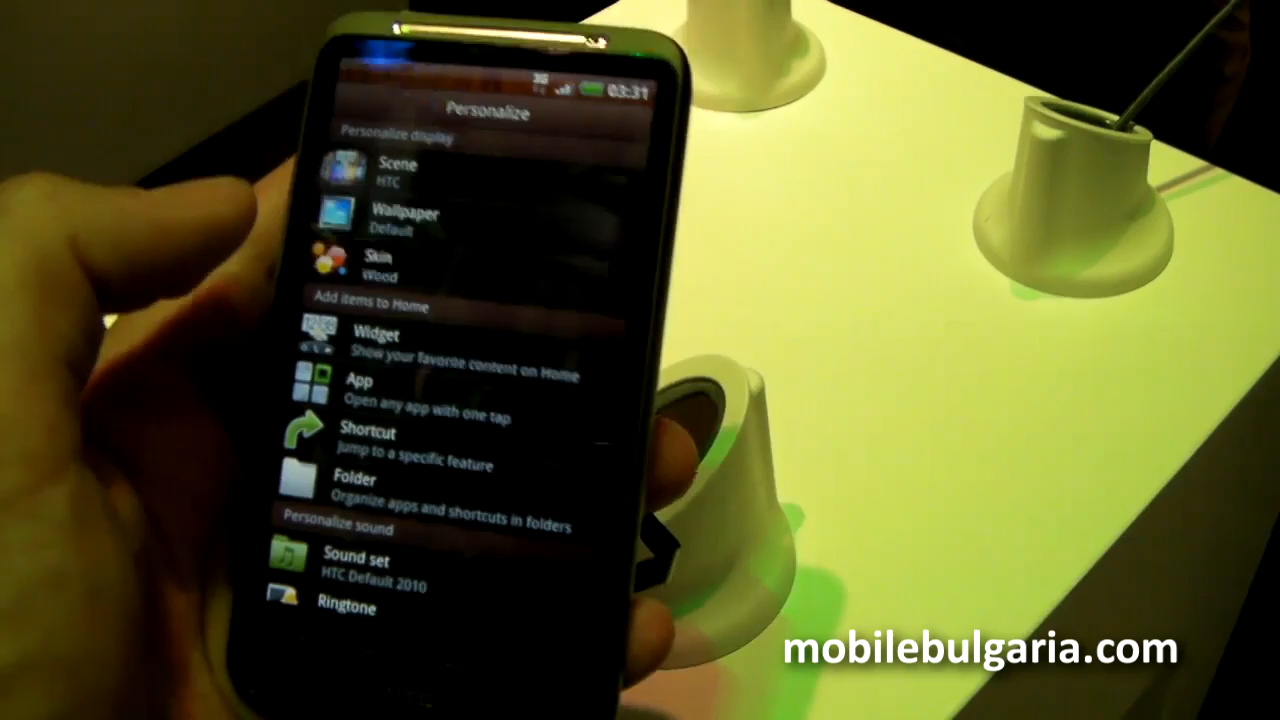 3G
03:31
Personalize
Personalize display
Scene
HTC
Wallpaper
Default
Skin
Wood
Add items to Home
Widget
Show your favorite content on Home
App
Open any app with one tap
Shortcut
Jump to a specific feature
Folder
Organize apps and shortcuts in folders
Personalize sound
Sound set
HTC Default 2010
Ringtone
mobilebulgaria.com